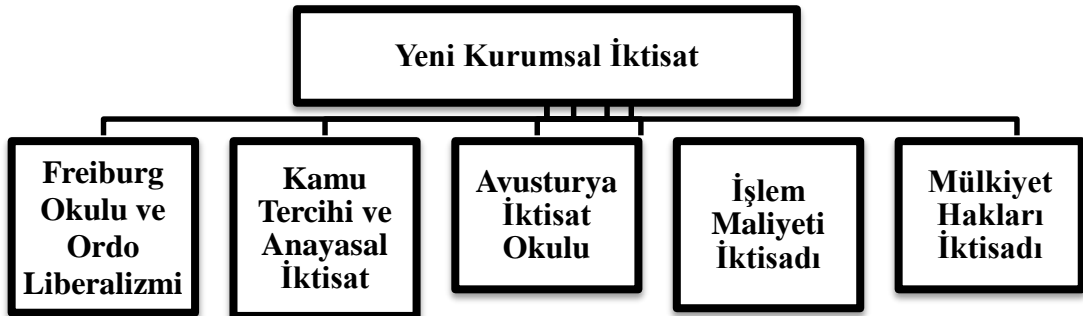 Yeni Kurumsal İktisat
Freiburg
Okulu ve
Ordo
Liberalizmi
Kamu
Tercihi ve
Anayasal
İktisat
Avusturya
İktisat
Okulu
İşlem
Maliyeti
İktisadı
Mülkiyet
Hakları
İktisadı